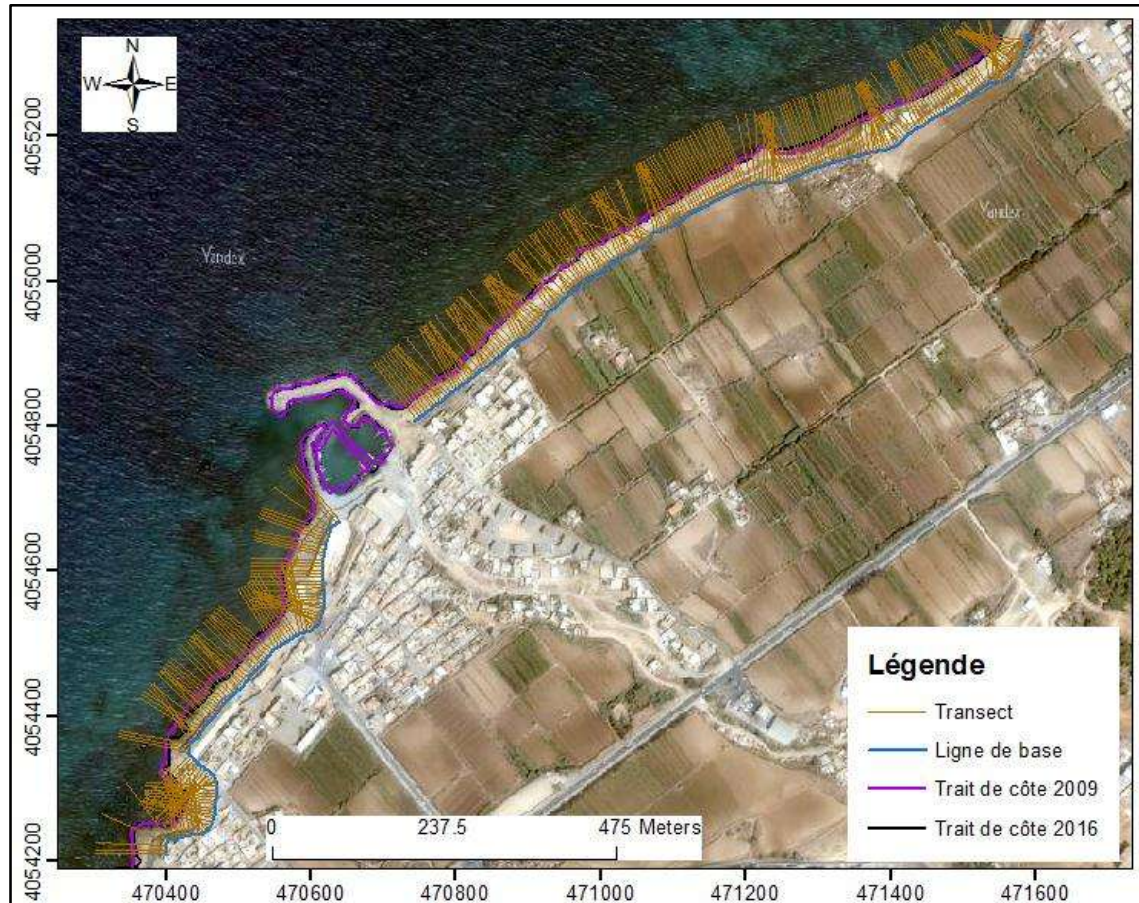 N
W E
S
4055200
4055000
4054800
4054600
4054400
4054200
Yandex
Yandex
Légende
Transect
Ligne de base
Trait de côte 2009
Trait de côte 2016
0 237.5 475 Meters
470400 470600 470800 471000 471200 471400 471600